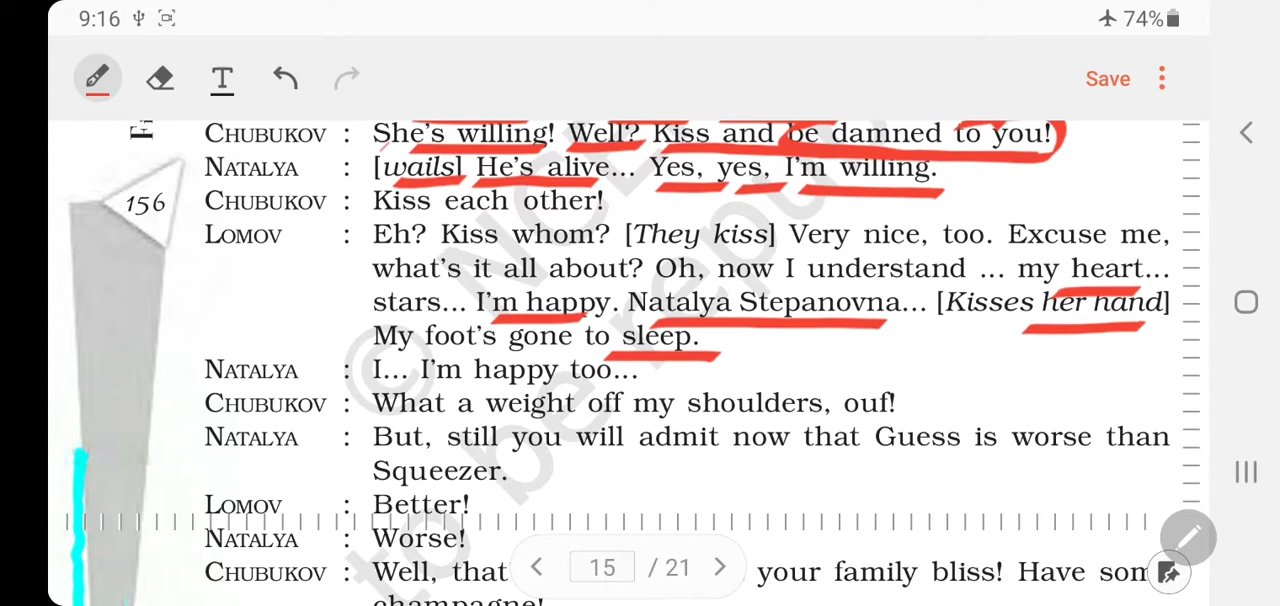 9:16 74%
T Save
CHUBUKOV : She's willing! Well? Kiss and be damned to you!
NATALYA : [wails] He's alive... Yes, yes, I'm willing.
156
CHUBUKOV : Kiss each other!
LOMOV : Eh? Kiss whom? [They kiss] Very nice, too. Excuse me,
what's it all about? Oh, now I understand ... my heart...
stars... I'm happy. Natalya Stepanovna... [Kisses her hand]
My foot's gone to sleep.
NATALYA : I... I'm happy too...
CHUBUKOV : What a weight off my shoulders, ouf!
NATALYA : But, still you will admit now that Guess is worse than
Squeezer.
LOMOV : Better!
NATALYA : Worse!
CHUBUKOV : Well, that your family bliss! Have som
champagne!
15 / 21
© NCE
to be repu